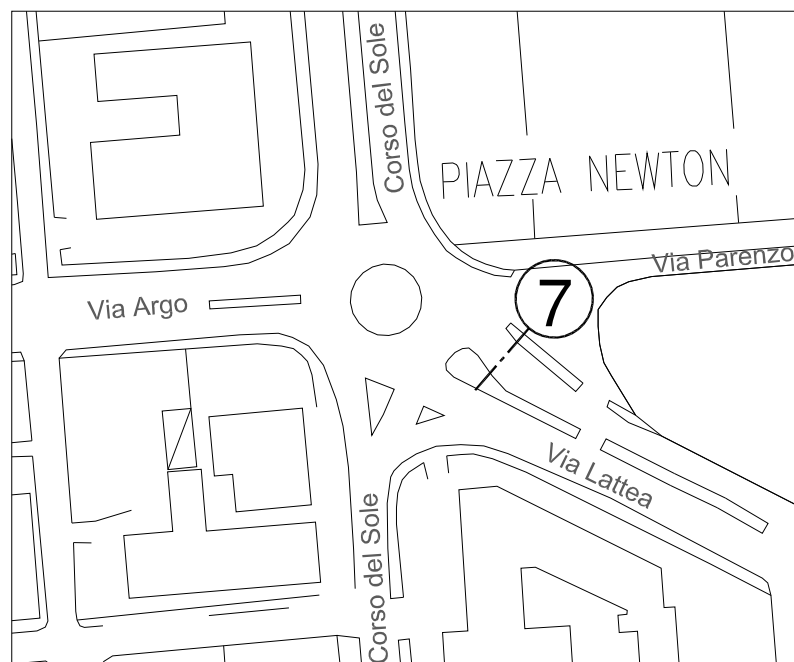 Corso del Sole
PIAZZA NEWTON
Via Parenzo
Via Argo
7
Via Lattea
Corso del Sole